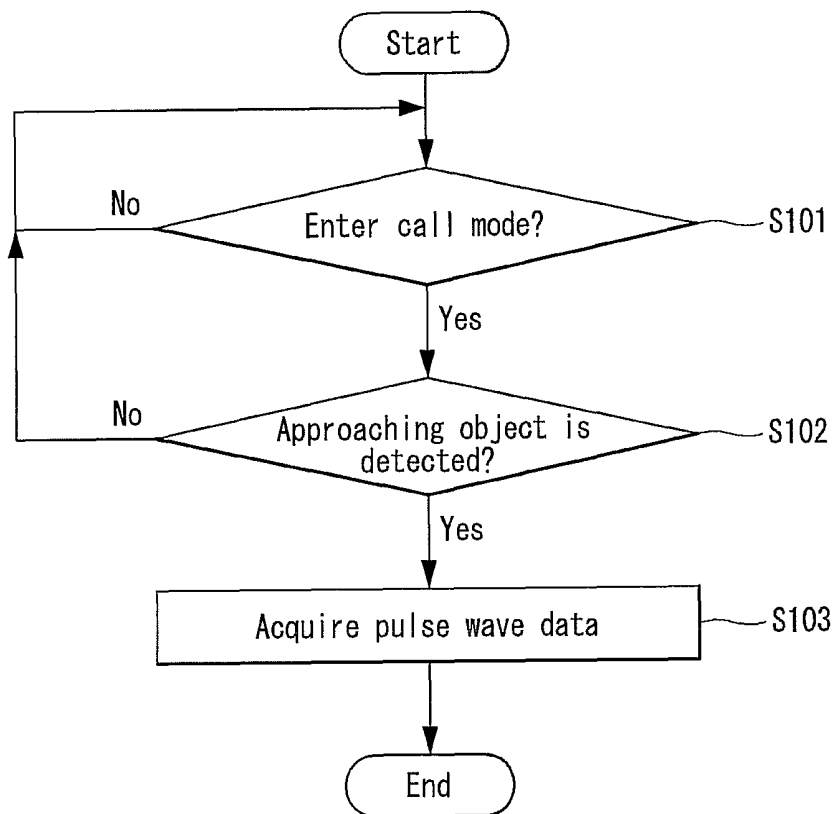 Start
No
Enter call mode?
S101
Yes
No
Approaching object is
detected?
S102
Yes
Acquire pulse wave data
S103
End